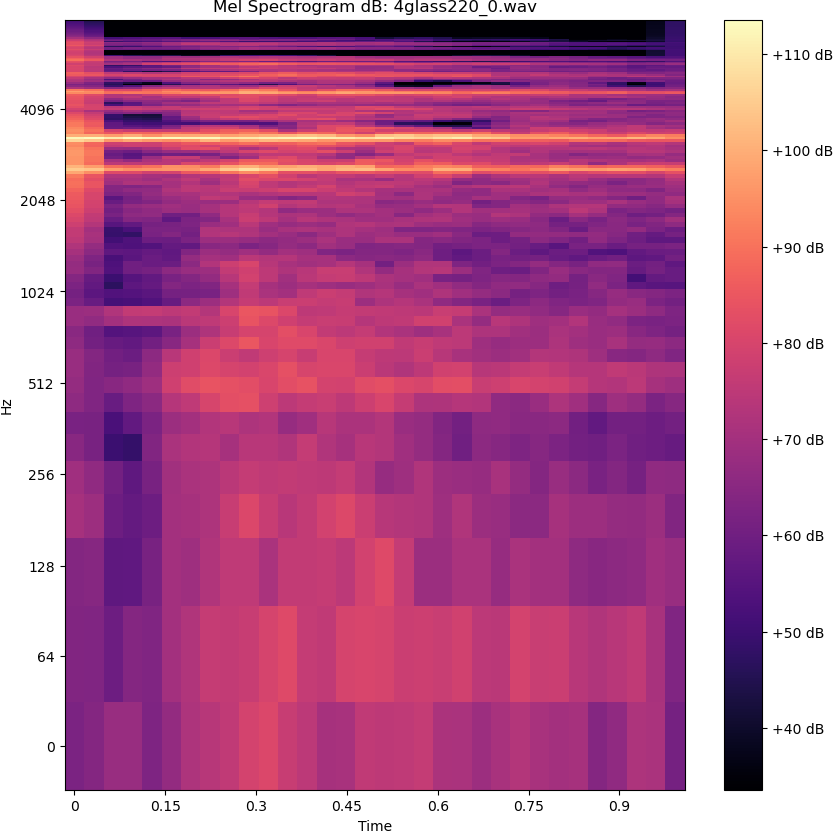 Mel Spectrogram dB: 4glass220_0.wav
+110 dB
4096
+100 dB
2048
+90 dB
1024
+80 dB
512
Hz
+70 dB
256
+60 dB
128
64
+50 dB
0
+40 dB
0 0.15 0.3 0.45 0.6 0.75 0.9
Time